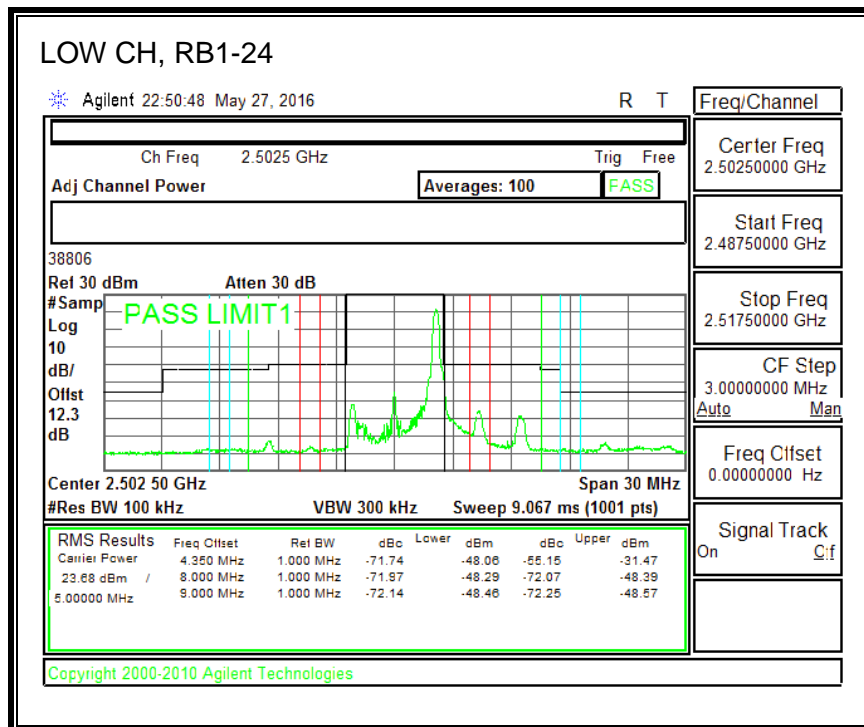 LOW CH, RB1-24
Agilent 22:50:48 May 27, 2016 R T
Freq/Channel
Ch Freq 2.5025 GHz Trig Free
Adj Channel Power Averages: 100 PASS
Center Freq
2.50250000 GHz
Start Freq
2.48750000 GHz
38806
Ref 30 dBm Atten 30 dB
#Samp
Log
10
dB/
Offst
12.3
dB
PASS LIMIT1
Stop Freq
2.51750000 GHz
CF Step
3.00000000 MHz
Auto Man
Freq Offset
0.00000000 Hz
Center 2.502 50 GHz Span 30 MHz
#Res BW 100 kHz VBW 300 kHz Sweep 9.067 ms (1001 pts)
Signal Track
On Off
RMS Results Freq Offset Ref BW dBc Lower dBm dBc Upper dBm
Carrier Power 4.350 MHz 1.000 MHz -71.74 -48.06 -55.15 -31.47
23.68 dBm / 8.000 MHz 1.000 MHz -71.97 -48.29 -72.07 -48.39
5.00000 MHz 9.000 MHz 1.000 MHz -72.14 -48.46 -72.25 -48.57
Copyright 2000-2010 Agilent Technologies